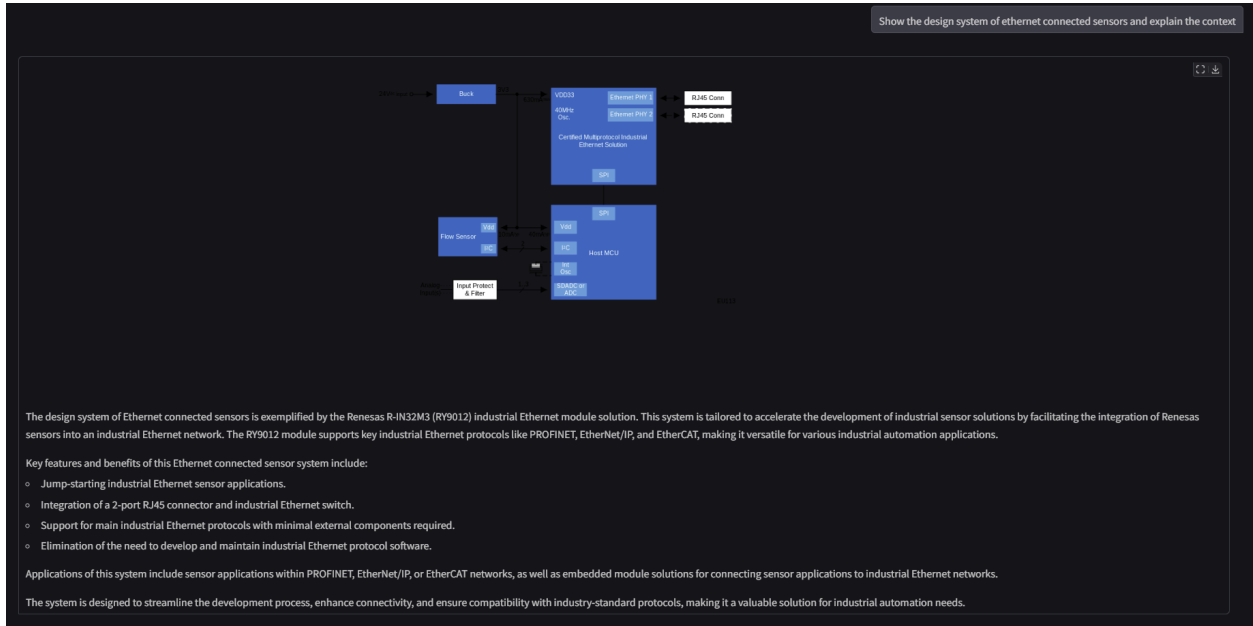 Show the design system of ethernet connected sensors and explain the context
Buck
VDD33
40MHz
Osc.
Ethernet PHY 1
Ethernet PHY 2
RJ45 Conn
RJ45 Conn
Certified Multiprotocol Industrial
Ethernet Solution
SPI
SPI
Flow Sensor
Vdd
I²C
Vdd
I²C
Host MCU
Int
Osc
Input Protect
& Filter
SDADC or
ADC
The design system of Ethernet connected sensors is exemplified by the Renesas R-IN32M3 (RY9012) industrial Ethernet module solution. This system is tailored to accelerate the development of industrial sensor solutions by facilitating the integration of Renesas
sensors into an industrial Ethernet network. The RY9012 module supports key industrial Ethernet protocols like PROFINET, EtherNet/IP, and EtherCAT, making it versatile for various industrial automation applications.
Key features and benefits of this Ethernet connected sensor system include:
Jump-starting industrial Ethernet sensor applications.
Integration of a 2-port RJ45 connector and industrial Ethernet switch.
Support for main industrial Ethernet protocols with minimal external components required.
Elimination of the need to develop and maintain industrial Ethernet protocol software.
Applications of this system include sensor applications within PROFINET, EtherNet/IP, or EtherCAT networks, as well as embedded module solutions for connecting sensor applications to industrial Ethernet networks.
The system is designed to streamline the development process, enhance connectivity, and ensure compatibility with industry-standard protocols, making it a valuable solution for industrial automation needs.